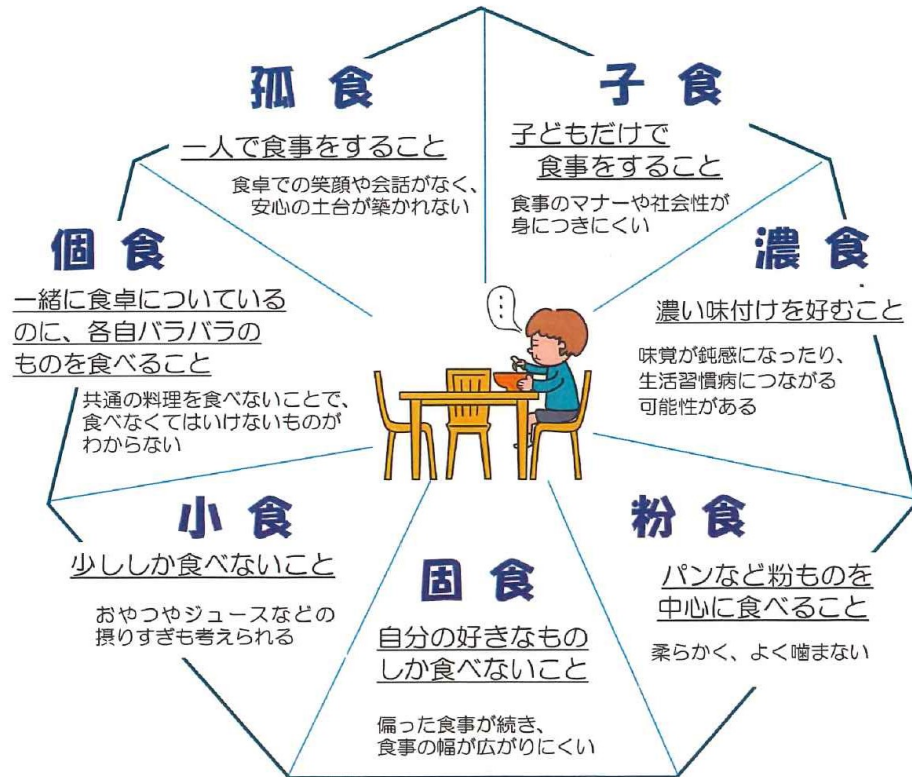 孤食
一人で食事をすること
食卓での笑顔や会話がなく、
安心の土台が築かれない
子食
子どもだけで
食事をすること
食事のマナーや社会性が
身につきにくい
個食
一緒に食卓についている
のに、各自バラバラの
ものを食べること
共通の料理を食べないことで、
食べなくてはいけないものが
わからない
濃食
濃い味付けを好むこと
味覚が鈍感になったり、
生活習慣病につながる
可能性がある
小食
少ししか食べないこと
おやつやジュースなどの
摂りすぎも考えられる
固食
自分の好きなもの
しか食べないこと
偏った食事が続き、
食事の幅が広がりにくい
粉食
パンなど粉ものを
中心に食べること
柔らかく、よく噛まない